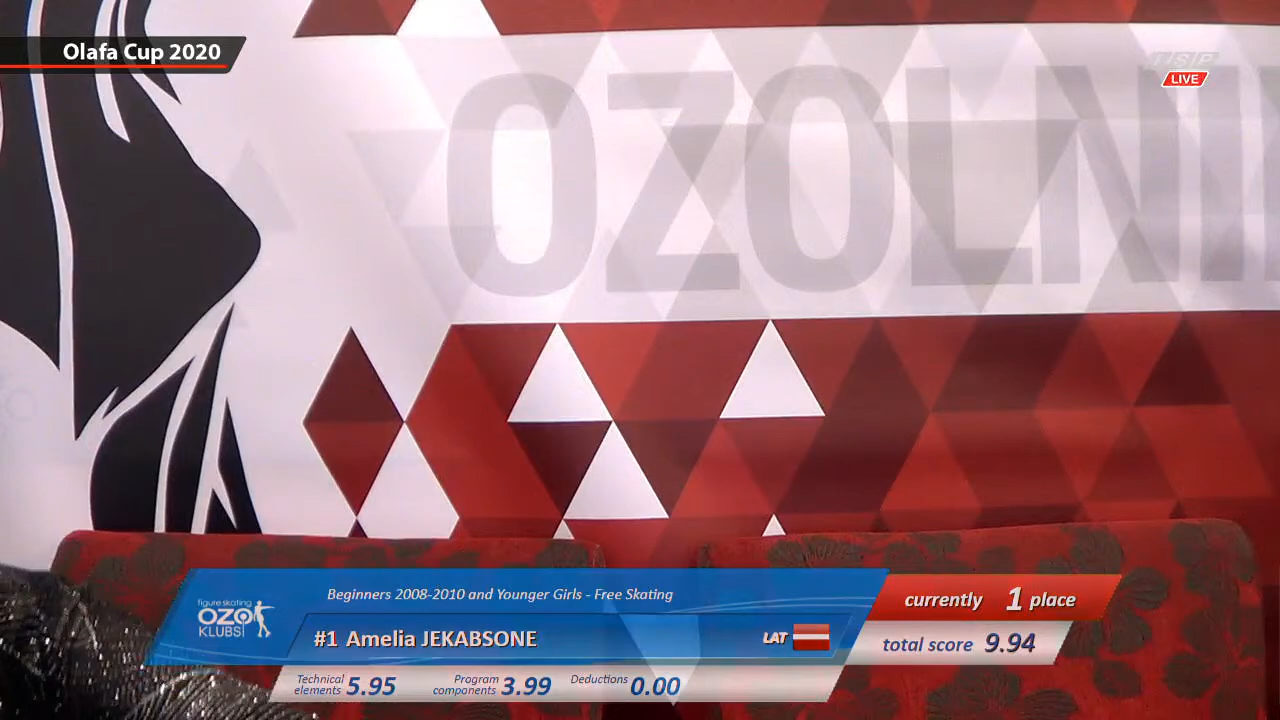 Olafa Cup 2020
LIVE
OZOLNI
Beginners 2008-2010 and Younger Girls - Free Skating
figure skating
OZO
KLUBS!
#1 Amelia JEKABSONE
LAT
currently 1 place
total score 9.94
Technical elements 5.95
Program components 3.99
Deductions 0.00